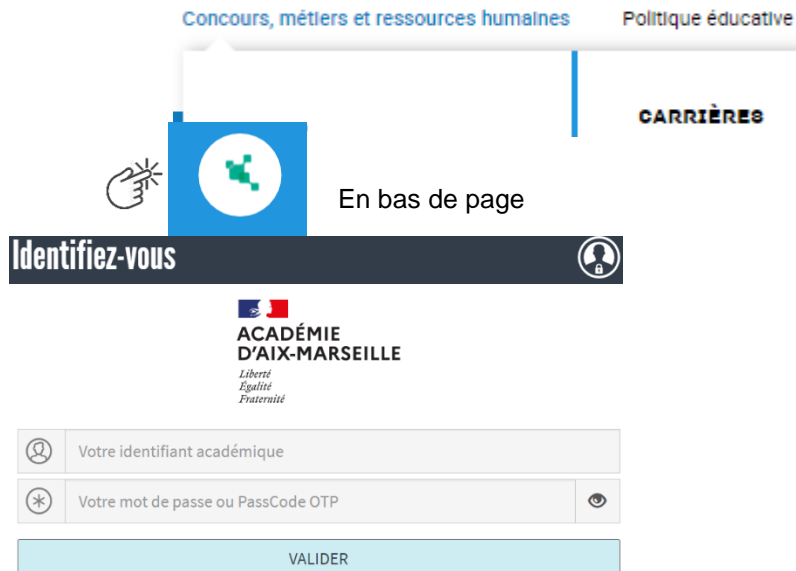 Concours, métiers et ressources humaines
Politique éducative
CARRIÈRES
En bas de page
Identifiez-vous
ACADÉMIE
D'AIX-MARSEILLE
Liberté
Égalité
Fraternité
Votre identifiant académique
Votre mot de passe ou PassCode OTP
VALIDER